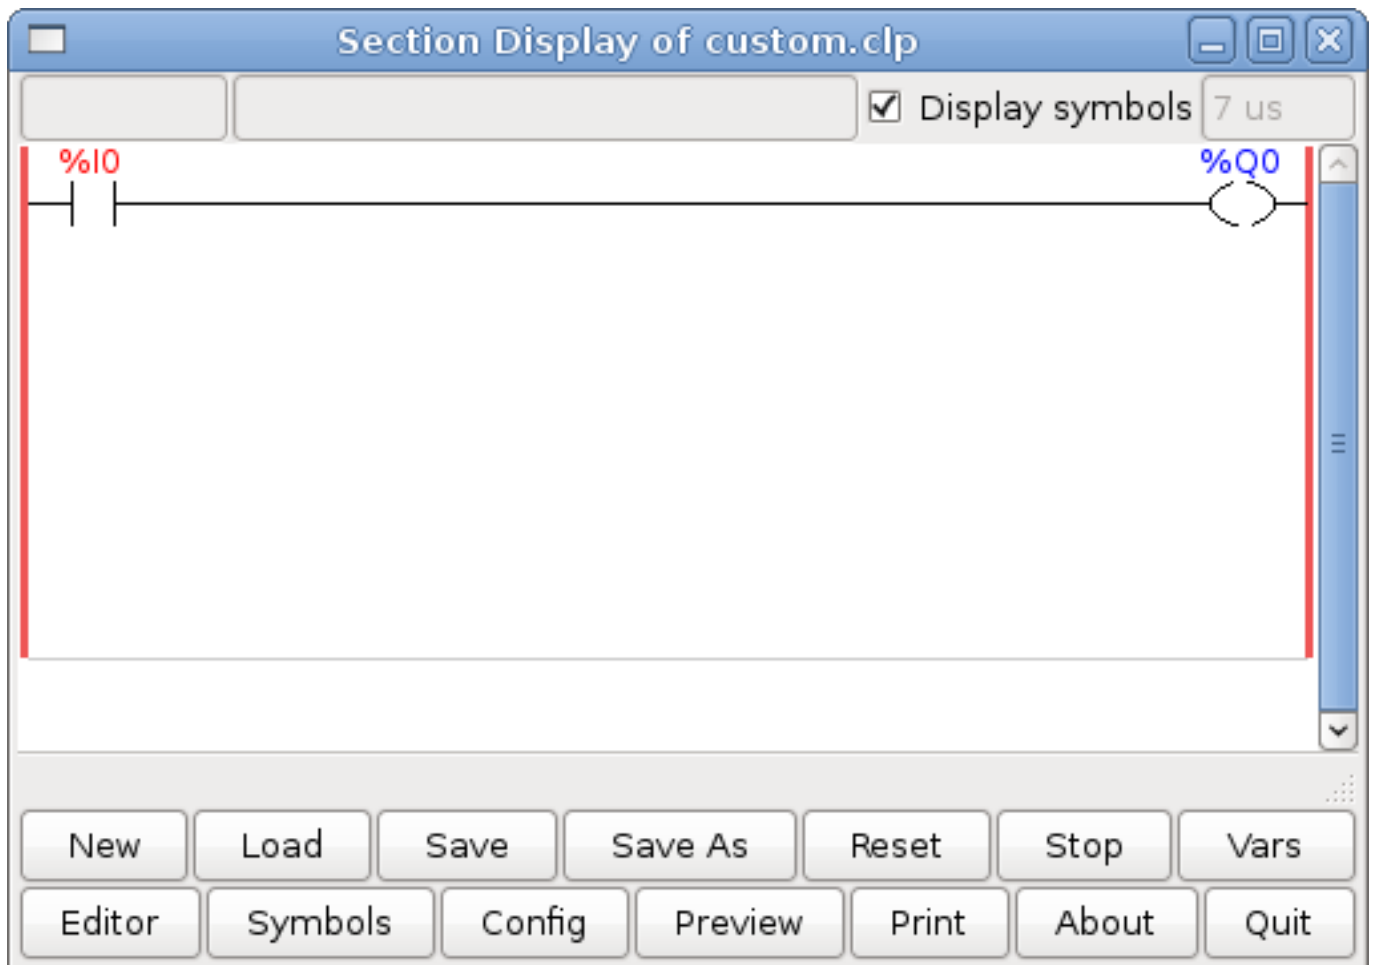 Section Display of custom.clp
Display symbols 7 us
%I0 %Q0
New Load Save Save As Reset Stop Vars
Editor Symbols Config Preview Print About Quit